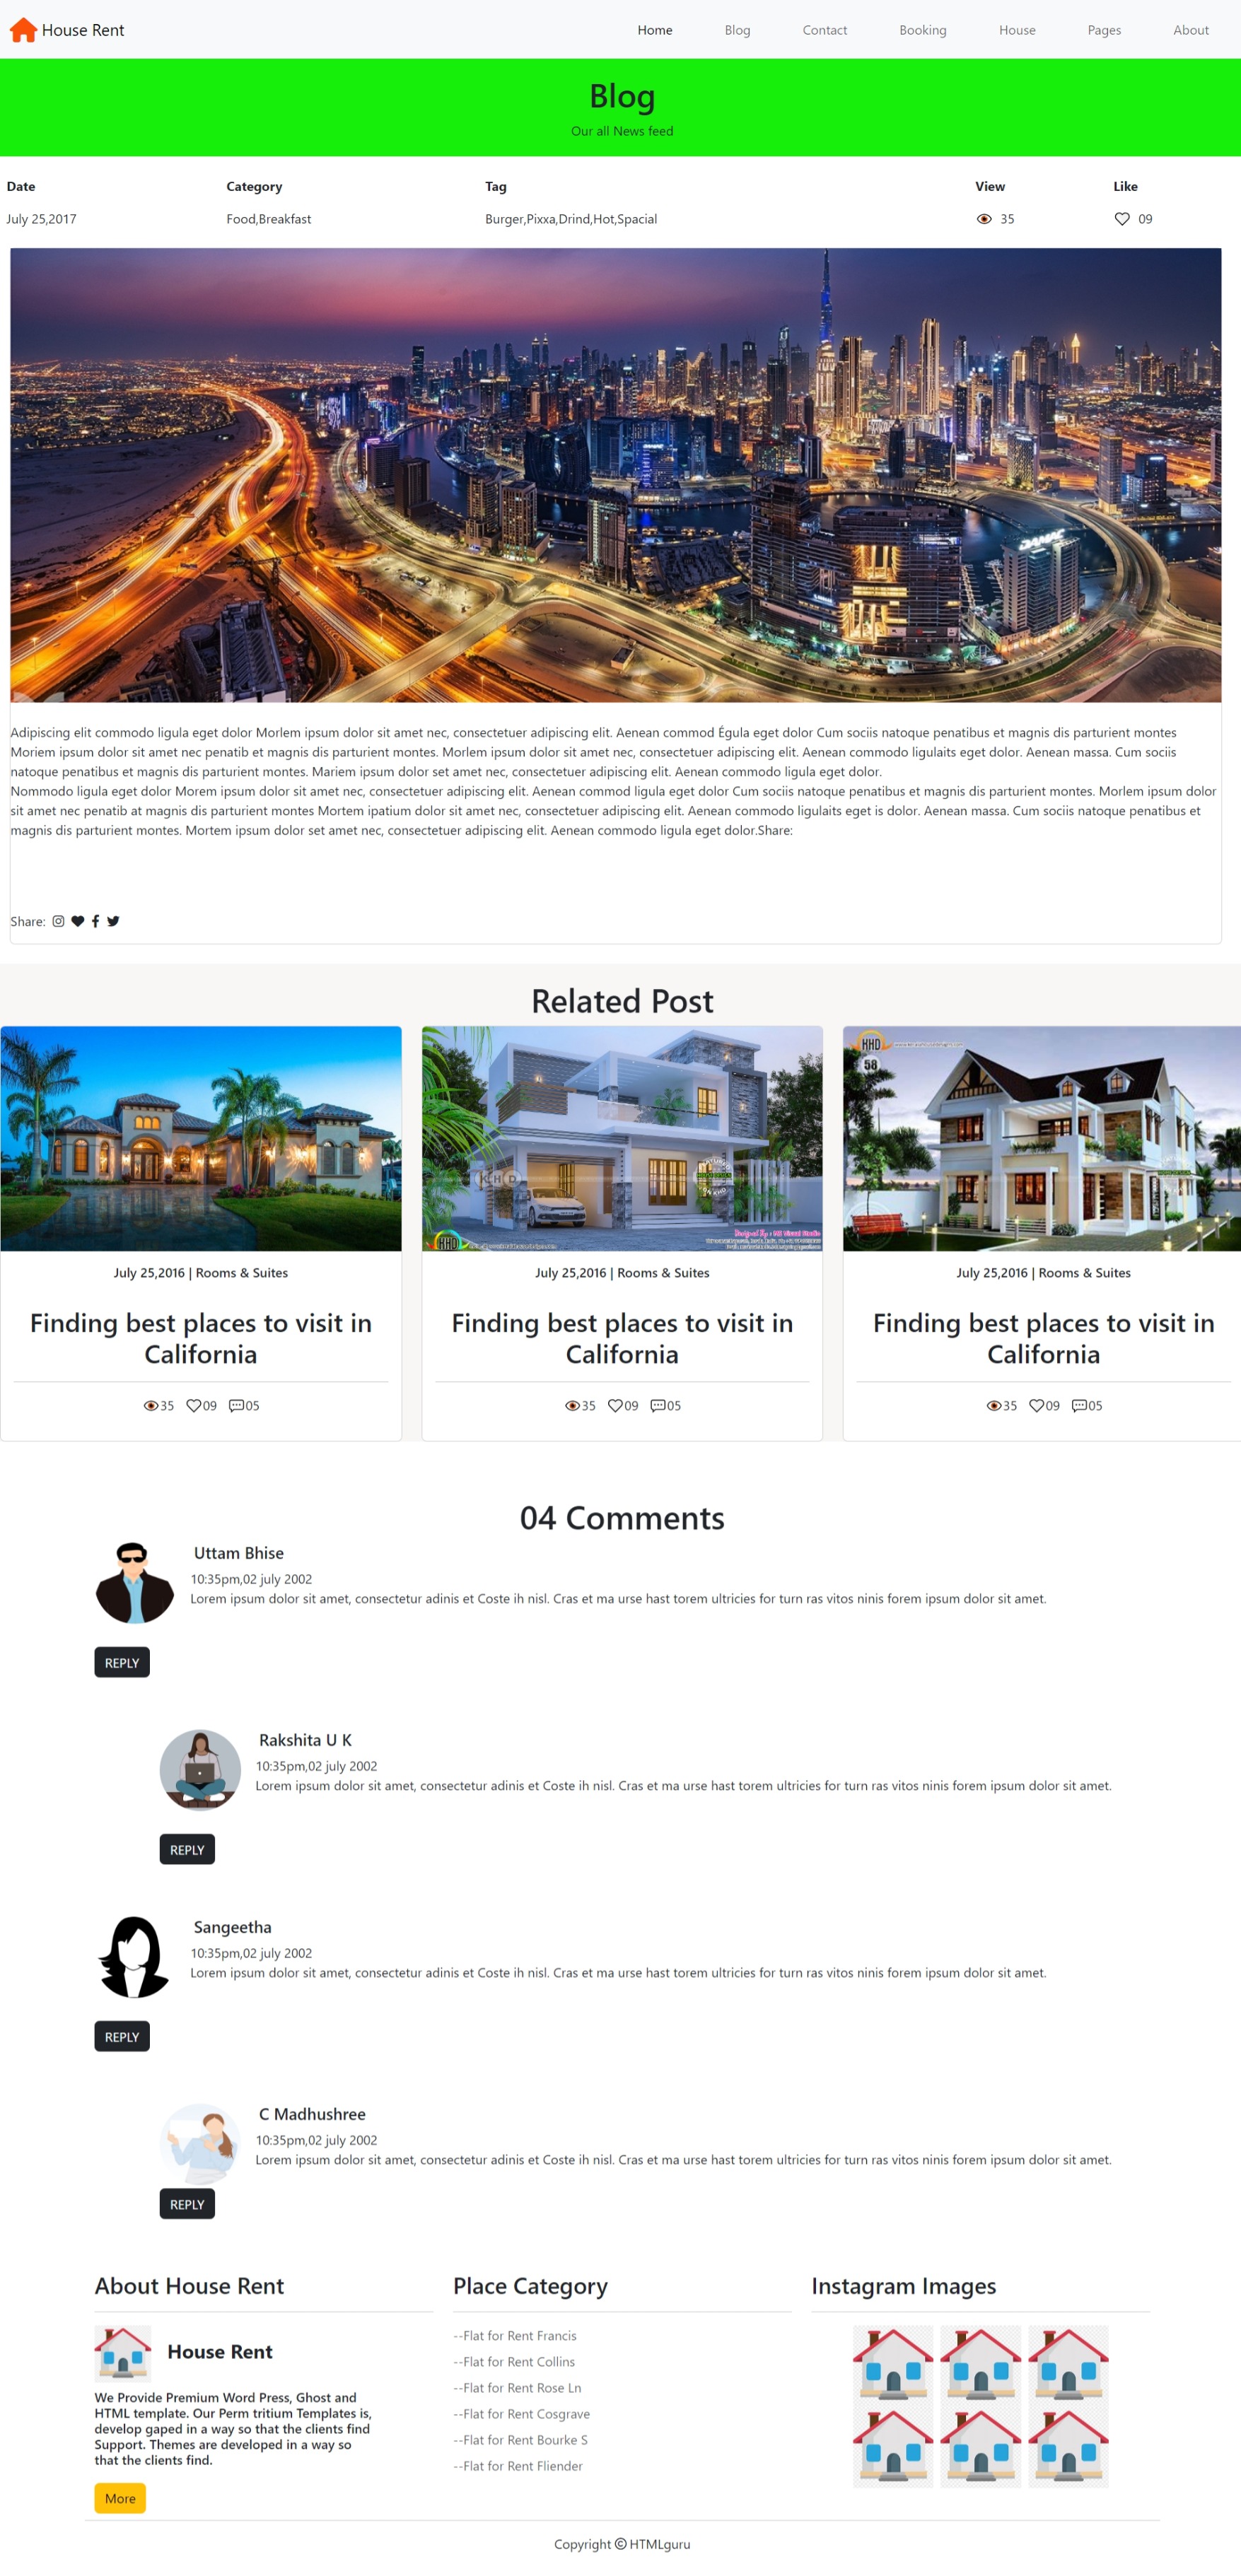 House Rent
Home Blog Contact Booking House Pages About
Blog
Our all News feed
Date Category Tag View Like
July 25,2017 Food,Breakfast Burger,Pixxa,Drind,Hot,Spacial 35 09
DAMAC
Adipiscing elit commodo ligula eget dolor Morlem ipsum dolor sit amet nec, consectetuer adipiscing elit. Aenean commod Égula eget dolor Cum sociis natoque penatibus et magnis dis parturient montes
Moriem ipsum dolor sit amet nec penatib et magnis dis parturient montes. Morlem ipsum dolor sit amet nec, consectetuer adipiscing elit. Aenean commodo ligulaits eget dolor. Aenean massa. Cum sociis
natoque penatibus et magnis dis parturient montes. Mariem ipsum dolor set amet nec, consectetuer adipiscing elit. Aenean commodo ligula eget dolor.
Nommodo ligula eget dolor Morem ipsum dolor sit amet nec, consectetuer adipiscing elit. Aenean commod ligula eget dolor Cum sociis natoque penatibus et magnis dis parturient montes. Morlem ipsum dolor
sit amet nec penatib at magnis dis parturient montes Mortem ipatium dolor sit amet nec, consectetuer adipiscing elit. Aenean commodo ligulaits eget is dolor. Aenean massa. Cum sociis natoque penatibus et
magnis dis parturient montes. Mortem ipsum dolor set amet nec, consectetuer adipiscing elit. Aenean commodo ligula eget dolor.Share:
Share:
Related Post
KHD
58
KHD
KHD
July 25,2016 | Rooms & Suites
Finding best places to visit in
California
35 09 05
July 25,2016 | Rooms & Suites
Finding best places to visit in
California
35 09 05
July 25,2016 | Rooms & Suites
Finding best places to visit in
California
35 09 05
04 Comments
Uttam Bhise
10:35pm,02 july 2002
Lorem ipsum dolor sit amet, consectetur adinis et Coste ih nisl. Cras et ma urse hast torem ultricies for turn ras vitos ninis forem ipsum dolor sit amet.
REPLY
Rakshita U K
10:35pm,02 july 2002
Lorem ipsum dolor sit amet, consectetur adinis et Coste ih nisl. Cras et ma urse hast torem ultricies for turn ras vitos ninis forem ipsum dolor sit amet.
REPLY
Sangeetha
10:35pm,02 july 2002
Lorem ipsum dolor sit amet, consectetur adinis et Coste ih nisl. Cras et ma urse hast torem ultricies for turn ras vitos ninis forem ipsum dolor sit amet.
REPLY
C Madhushree
10:35pm,02 july 2002
Lorem ipsum dolor sit amet, consectetur adinis et Coste ih nisl. Cras et ma urse hast torem ultricies for turn ras vitos ninis forem ipsum dolor sit amet.
REPLY
About House Rent
House Rent
We Provide Premium Word Press, Ghost and
HTML template. Our Perm tritium Templates is,
develop gaped in a way so that the clients find
Support. Themes are developed in a way so
that the clients find.
More
Place Category
--Flat for Rent Francis
--Flat for Rent Collins
--Flat for Rent Rose Ln
--Flat for Rent Cosgrave
--Flat for Rent Bourke S
--Flat for Rent Fliender
Instagram Images
Copyright © HTMLguru